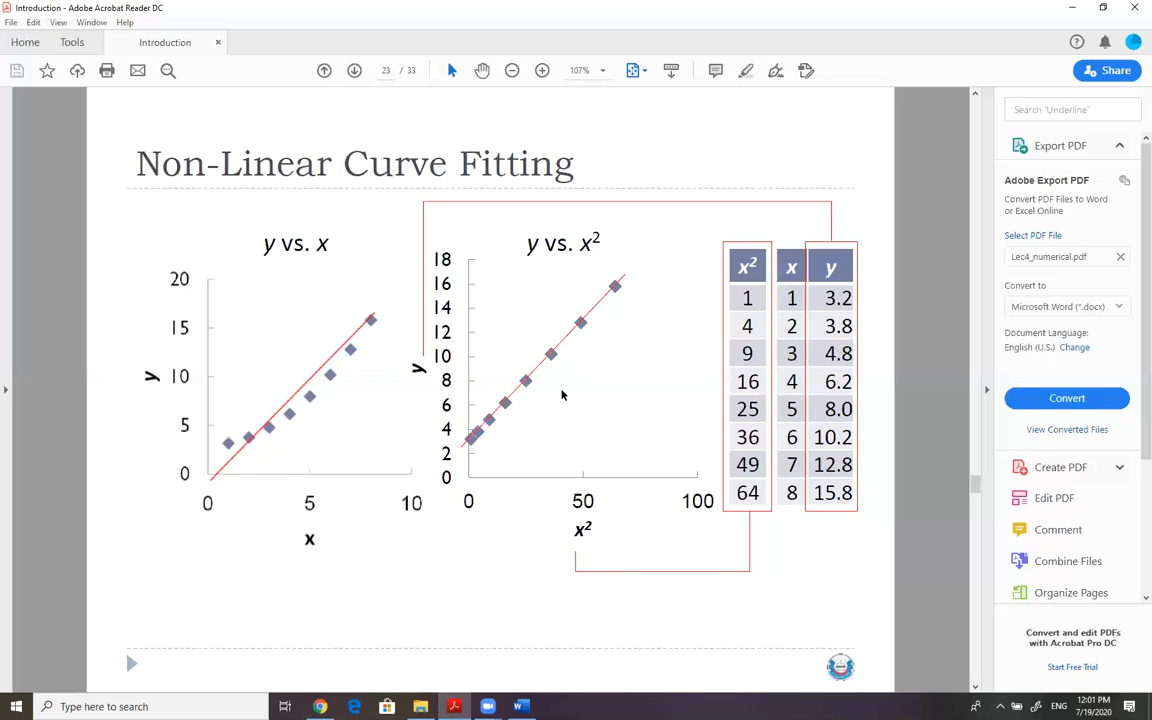 Introduction - Adobe Acrobat Reader DC
File Edit View Window Help
Home Tools Introduction ×
23 / 33 107%
Share
Search 'Underline'
Export PDF
Adobe Export PDF
Convert PDF Files to Word
or Excel Online
Select PDF File
Lec4_numerical.pdf
Convert to
Microsoft Word (*.docx)
Document Language:
English (U.S.) Change
Convert
View Converted Files
Create PDF
Edit PDF
Comment
Combine Files
Organize Pages
Convert and edit PDFs
with Acrobat Pro DC
Start Free Trial
Non-Linear Curve Fitting
y vs. x
20
15
10
5
0
0 5 10
y
x
y vs. x²
18
16
14
12
10
8
6
4
2
0
0 50 100
y
x²
x² x y
1 1 3.2
4 2 3.8
9 3 4.8
16 4 6.2
25 5 8.0
36 6 10.2
49 7 12.8
64 8 15.8
Type here to search
ENG
12:01 PM
7/19/2020